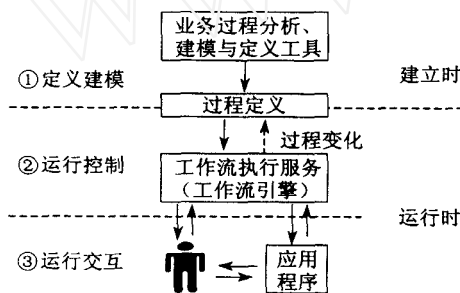 业务过程分析、
建模与定义工具
①定义建模
建立时
过程定义
过程变化
②运行控制
工作流执行服务
（工作流引擎）
运行时
③运行交互
应用
程序